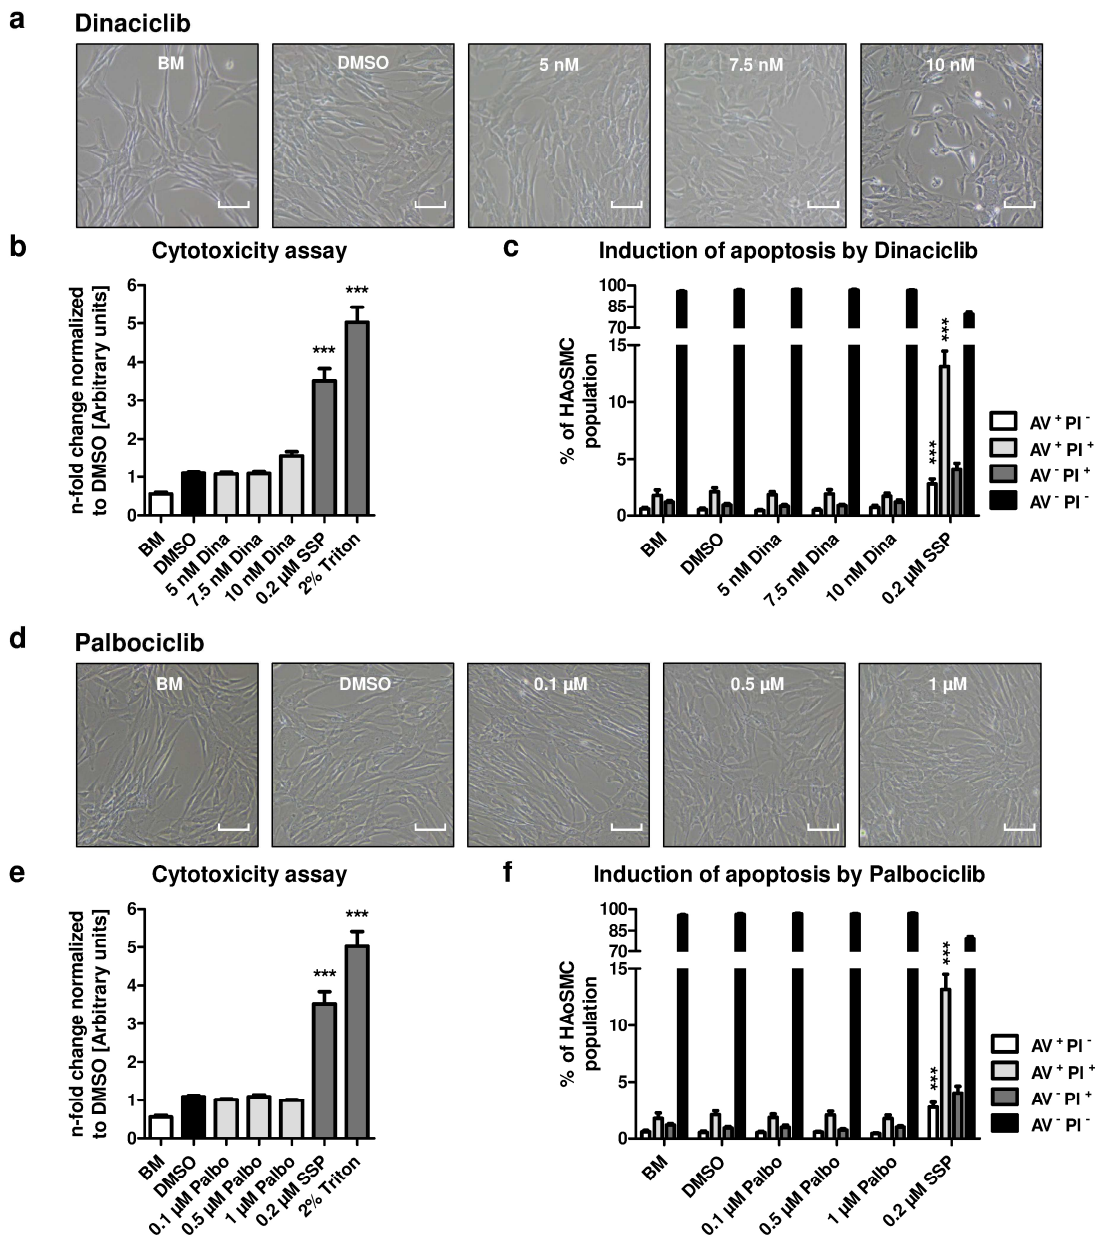 a
Dinaciclib
BM
DMSO
5 nM
7.5 nM
10 nM
b
Cytotoxicity assay
n-fold change normalized
to DMSO [Arbitrary units]
6
5
4
3
2
1
0
***
***
BM
DMSO
5 nM Dina
7.5 nM Dina
10 nM Dina
0.2 µM SSP
2% Triton
c
Induction of apoptosis by Dinaciclib
% of HAoSMC
population
100
85
70
15
10
5
0
***
***
BM
DMSO
5 nM Dina
7.5 nM Dina
10 nM Dina
0.2 µM SSP
AV + PI -
AV + PI +
AV - PI +
AV - PI -
d
Palbociclib
BM
DMSO
0.1 µM
0.5 µM
1 µM
e
Cytotoxicity assay
n-fold change normalized
to DMSO [Arbitrary units]
6
5
4
3
2
1
0
***
***
BM
DMSO
0.1 µM Palbo
0.5 µM Palbo
1 µM Palbo
0.2 µM SSP
2% Triton
f
Induction of apoptosis by Palbociclib
% of HAoSMC
population
100
85
70
15
10
5
0
***
***
BM
DMSO
0.1 µM Palbo
0.5 µM Palbo
1 µM Palbo
0.2 µM SSP
AV + PI -
AV + PI +
AV - PI +
AV - PI -